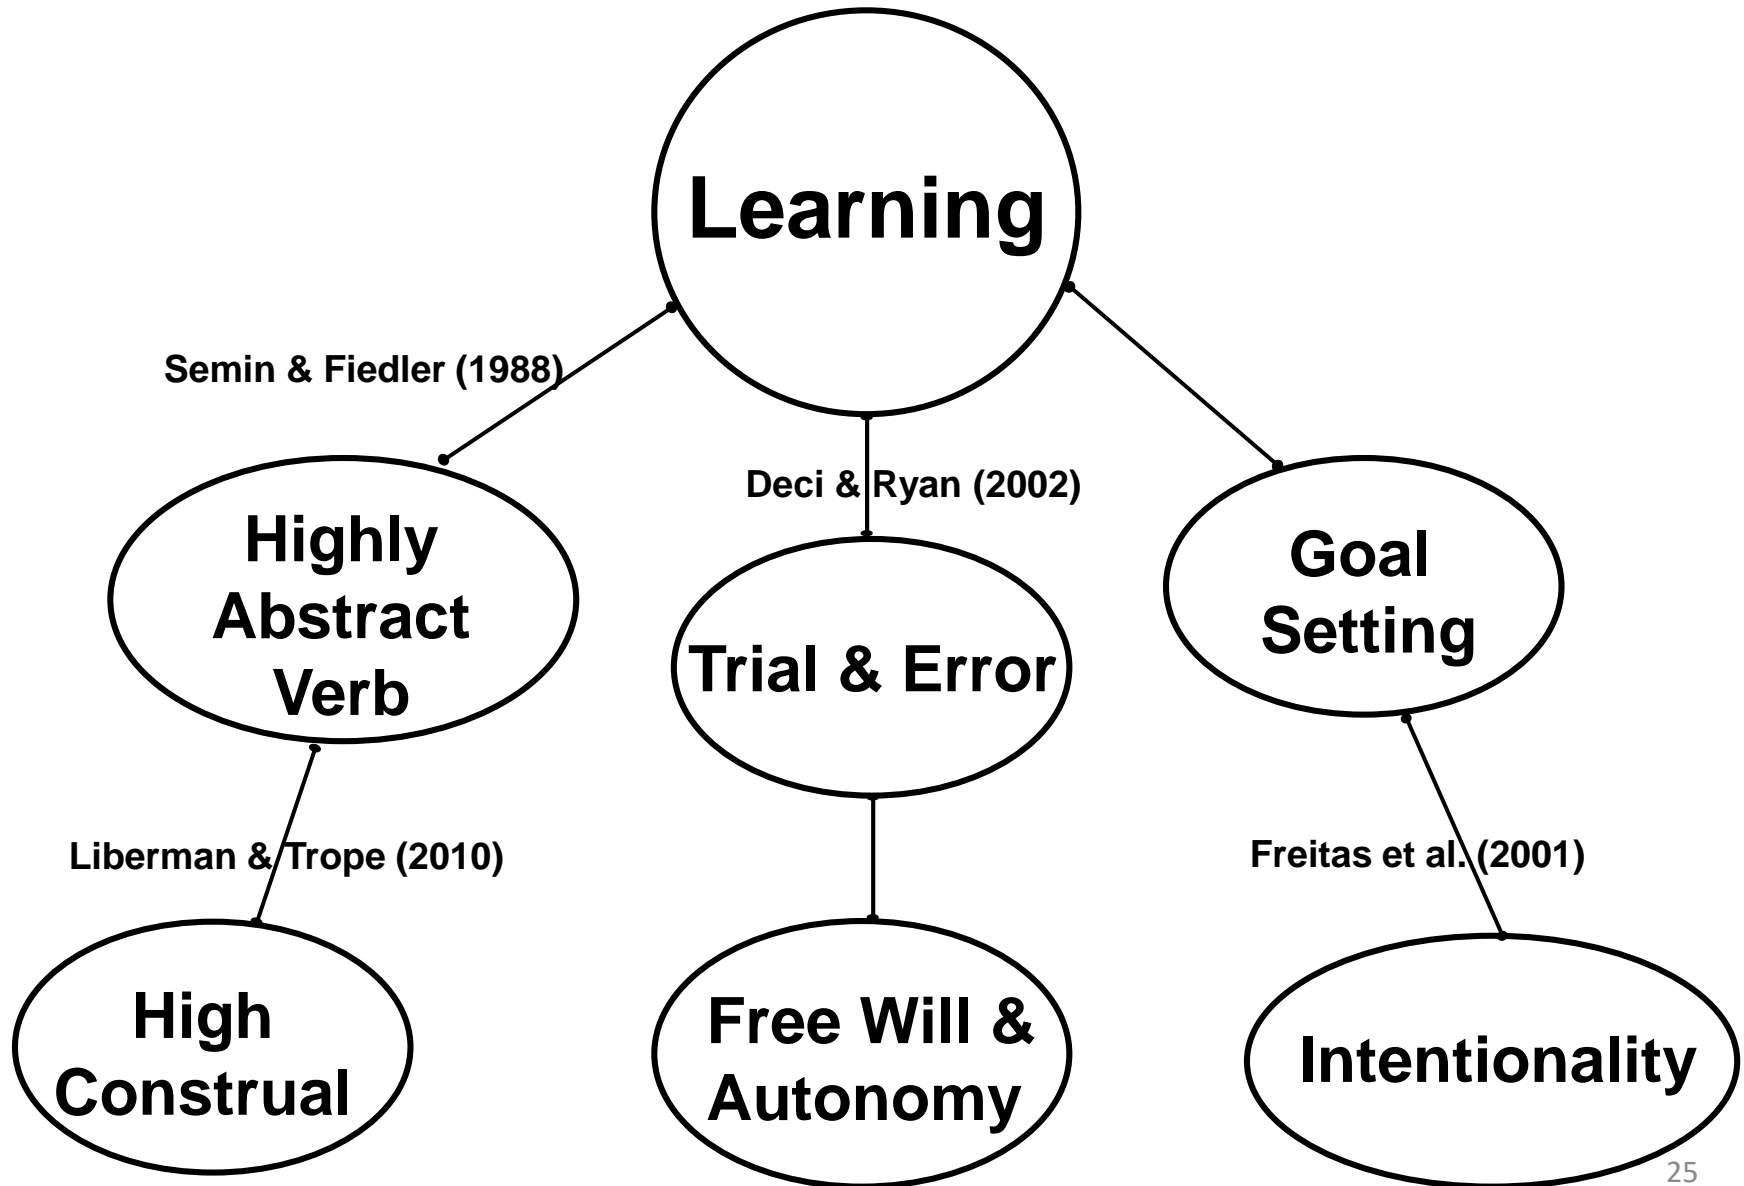 Learning
Semin & Fiedler (1988)
Deci & Ryan (2002)
Highly
Abstract
Verb
Trial & Error
Goal
Setting
Liberman & Trope (2010)
Freitas et al. (2001)
High
Construal
Free Will &
Autonomy
Intentionality
25